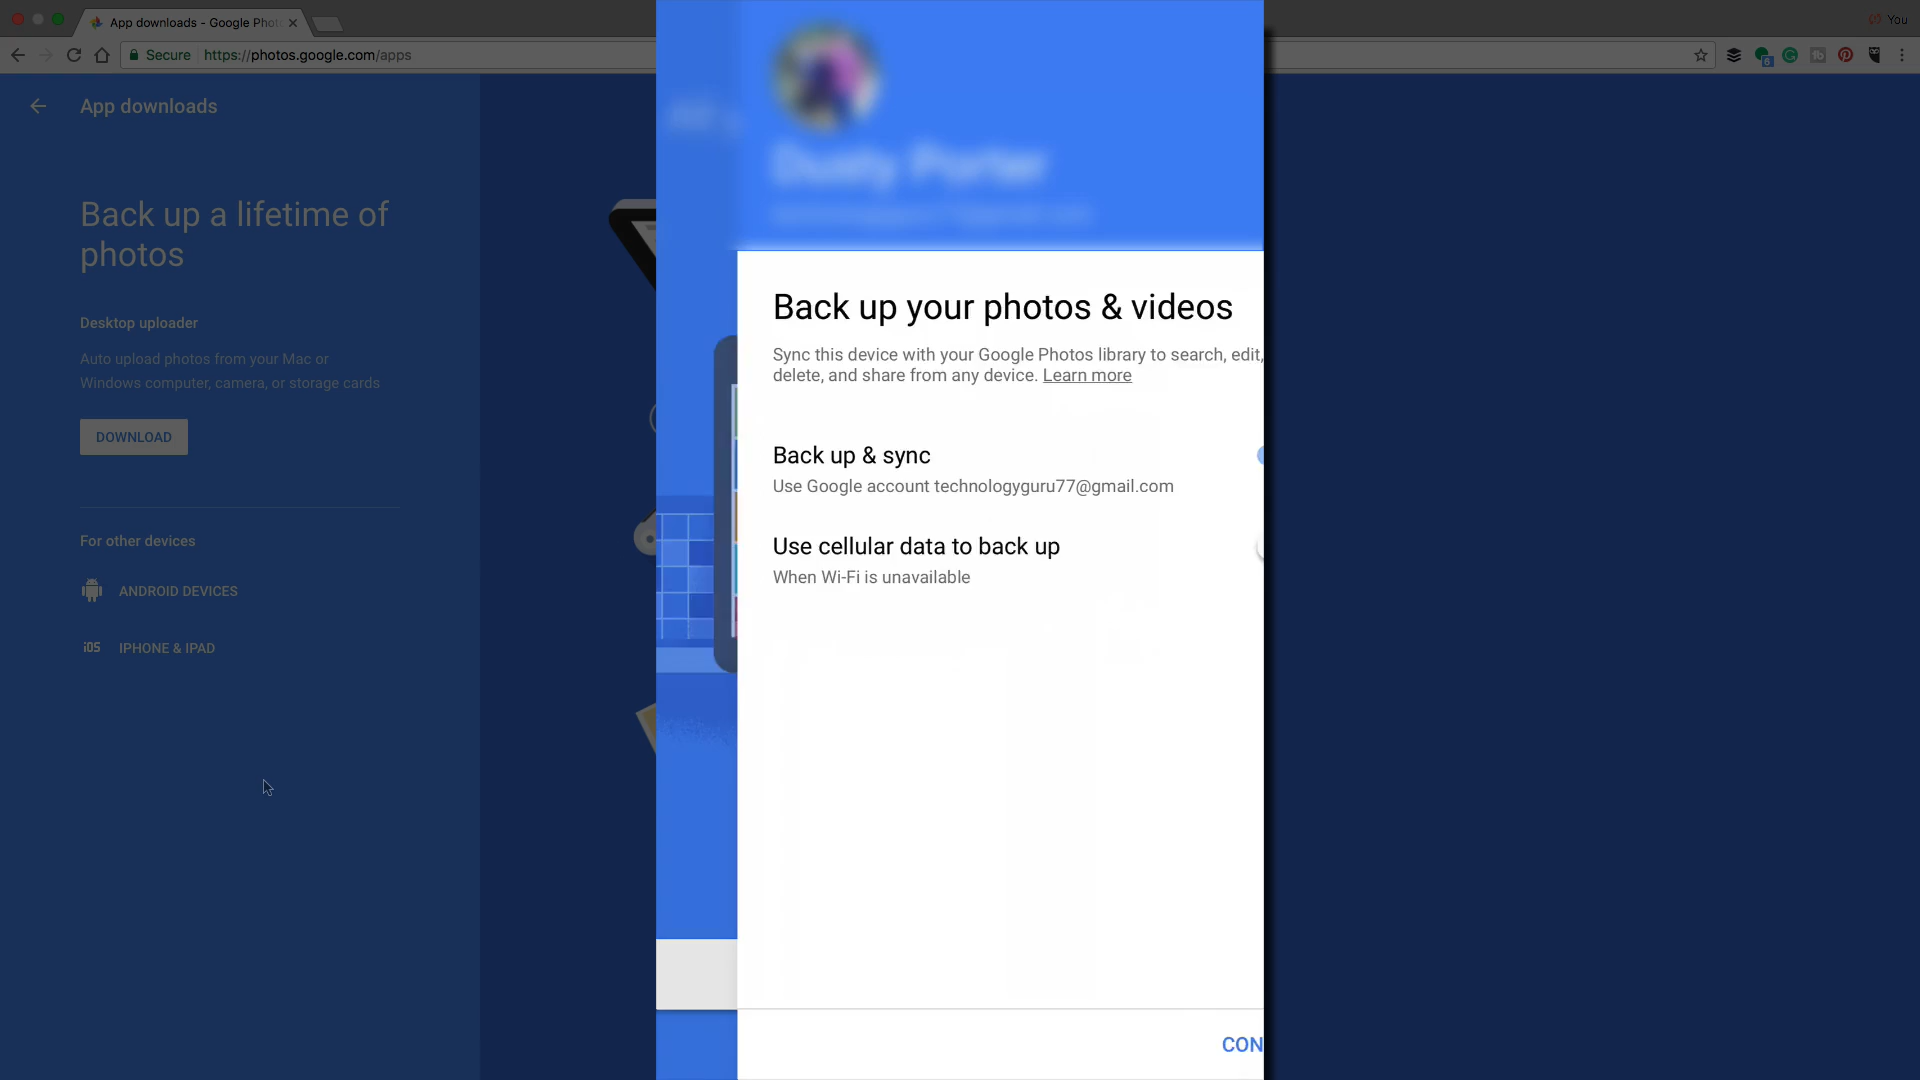 App downloads - Google Phot
You
Secure https://photos.google.com/apps
6
App downloads
Back up a lifetime of
photos
Desktop uploader
Auto upload photos from your Mac or
Windows computer, camera, or storage cards
DOWNLOAD
For other devices
ANDROID DEVICES
iOS IPHONE & IPAD
Back up your photos & videos
Sync this device with your Google Photos library to search, edit,
delete, and share from any device. Learn more
Back up & sync
Use Google account technologyguru77@gmail.com
Use cellular data to back up
When Wi-Fi is unavailable
CON